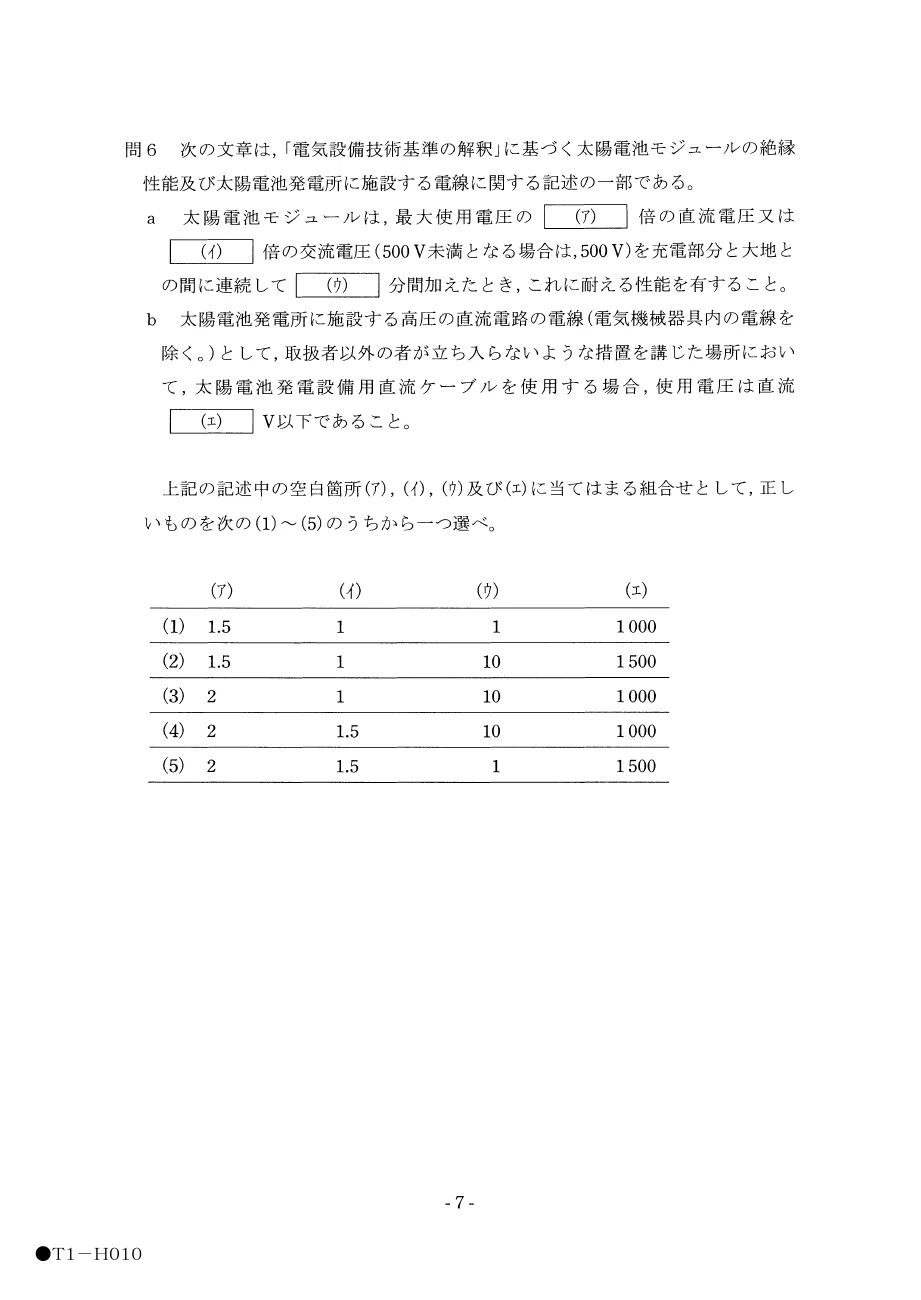 問6 次の文章は,「電気設備技術基準の解釈」に基づく太陽電池モジュールの絶縁
性能及び太陽電池発電所に施設する電線に関する記述の一部である。
a 太陽電池モジュールは,最大使用電圧の (ア) 倍の直流電圧又は
(イ) 倍の交流電圧(500 V未満となる場合は,500 V)を充電部分と大地と
の間に連続して (ウ) 分間加えたとき,これに耐える性能を有すること。
b 太陽電池発電所に施設する高圧の直流電路の電線(電気機械器具内の電線を
除く。)として,取扱者以外の者が立ち入らないような措置を講じた場所におい
て,太陽電池発電設備用直流ケーブルを使用する場合,使用電圧は直流
(エ) V以下であること。
上記の記述中の空白箇所(ア),(イ),(ウ)及び(エ)に当てはまる組合せとして,正し
いものを次の(1)~(5)のうちから一つ選べ。
(ア) (イ) (ウ) (エ)
(1) 1.5 1 1 1000
(2) 1.5 1 10 1500
(3) 2 1 10 1000
(4) 2 1.5 10 1000
(5) 2 1.5 1 1500
- 7 -
●T1-H010